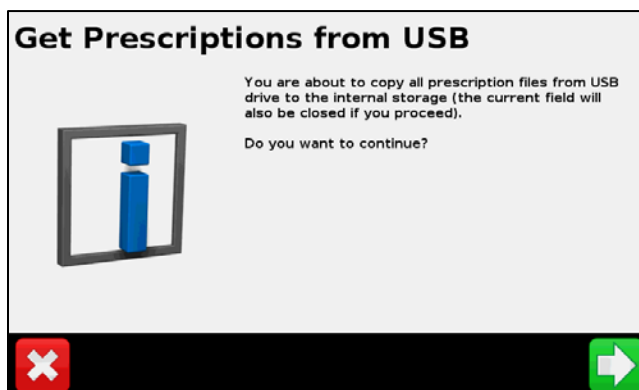 Get Prescriptions from USB
You are about to copy all prescription files from USB
drive to the internal storage (the current field will
also be closed if you proceed).
Do you want to continue?